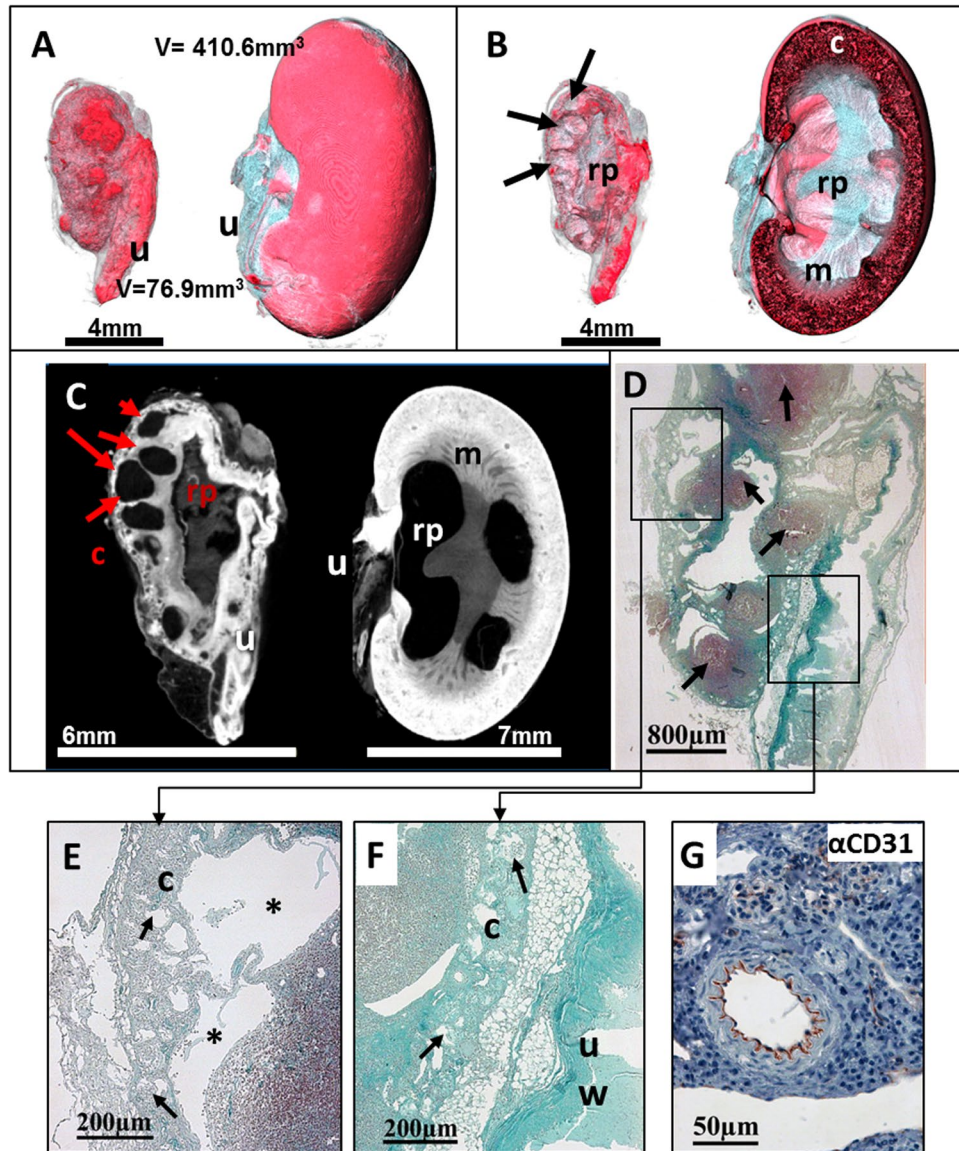 A
V= 410.6mm³
u
u
V=76.9mm³
4mm
B
c
rp
rp
m
4mm
C
m
rp
rp
c
u
u
6mm
7mm
D
800µm
E
c
*
*
200µm
F
c
u
w
200µm
G
αCD31
50µm